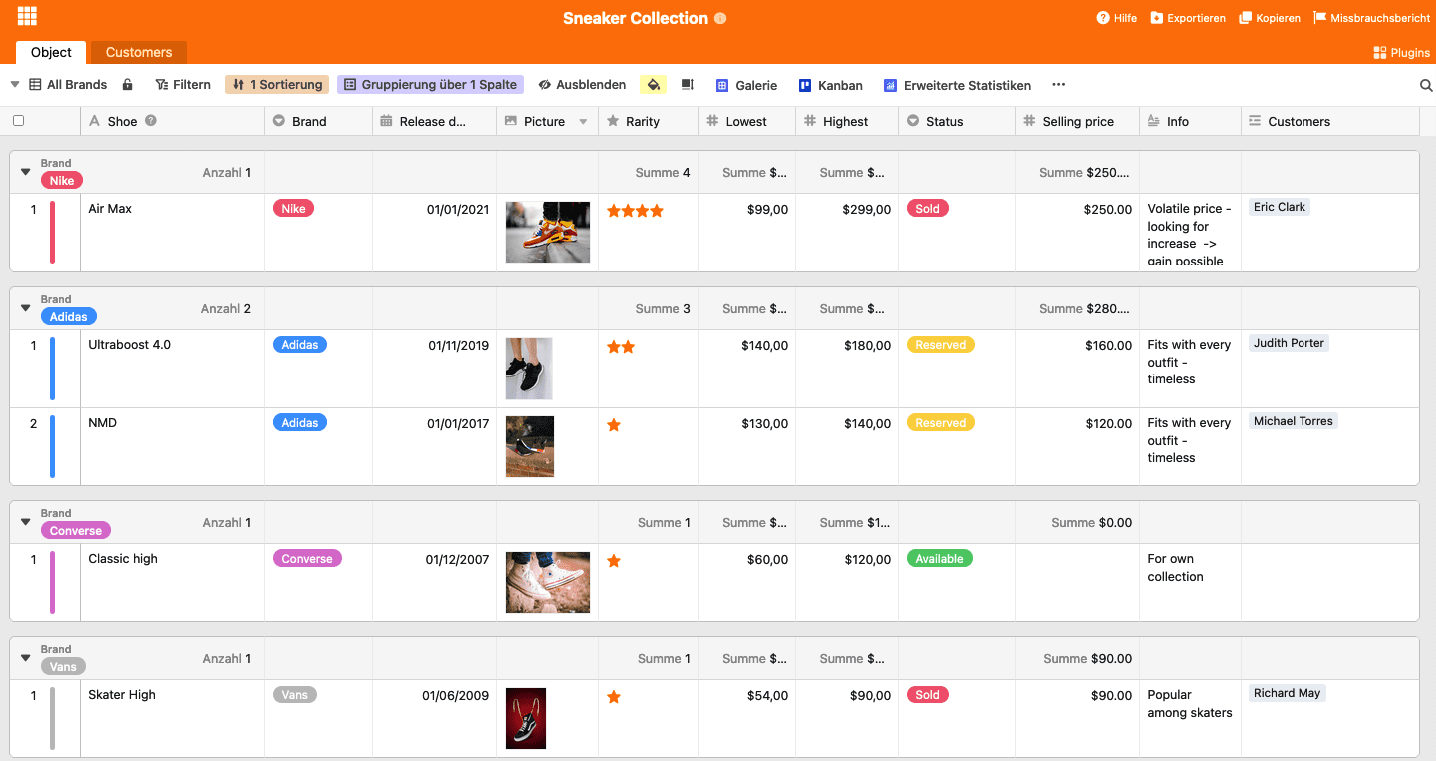 Sneaker Collection
Hilfe
Exportieren
Kopieren
Missbrauchsbericht
Object
Customers
Plugins
All Brands
Filtern
1 Sortierung
Gruppierung über 1 Spalte
Ausblenden
Galerie
Kanban
Erweiterte Statistiken
Shoe
Brand
Release d...
Picture
Rarity
Lowest
Highest
Status
Selling price
Info
Customers
Brand
Nike
Anzahl 1
Summe 4
Summe $...
Summe $...
Summe $250....
1
Air Max
Nike
01/01/2021
$99,00
$299,00
Sold
$250.00
Volatile price -
looking for
increase ->
gain possible
Eric Clark
Brand
Adidas
Anzahl 2
Summe 3
Summe $...
Summe $...
Summe $280....
1
Ultraboost 4.0
Adidas
01/11/2019
$140,00
$180,00
Reserved
$160.00
Fits with every
outfit -
timeless
Judith Porter
2
NMD
Adidas
01/01/2017
$130,00
$140,00
Reserved
$120.00
Fits with every
outfit -
timeless
Michael Torres
Brand
Converse
Anzahl 1
Summe 1
Summe $...
Summe $1...
Summe $0.00
1
Classic high
Converse
01/12/2007
$60,00
$120,00
Available
For own
collection
Brand
Vans
Anzahl 1
Summe 1
Summe $...
Summe $...
Summe $90.00
1
Skater High
Vans
01/06/2009
$54,00
$90,00
Sold
$90.00
Popular
among skaters
Richard May